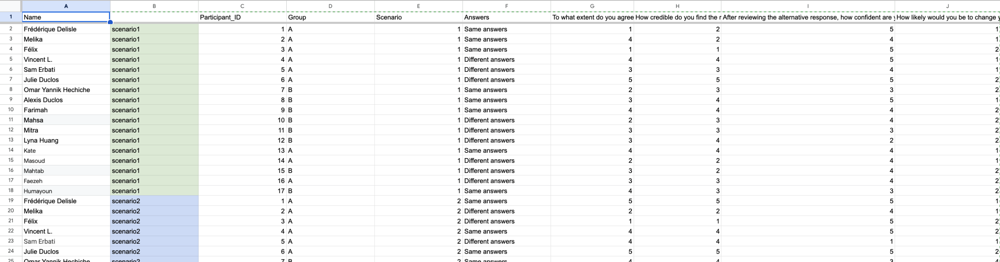 A B C D E F G H I J
1 Name Participant_ID Group Scenario Answers To what extent do you agree How credible do you find the r After reviewing the alternative response, how confident are y How likely would you be to change y
2 Frédérique Delisle scenario1 1 A 1 Same answers 1 2 5 1
3 Melika scenario1 2 A 1 Same answers 4 2 4 1
4 Félix scenario1 3 A 1 Same answers 1 1 5 2
5 Vincent L. scenario1 4 A 1 Different answers 4 4 5 1
6 Sam Erbati scenario1 5 A 1 Different answers 3 3 4 1
7 Julie Duclos scenario1 6 A 1 Different answers 5 5 5 2
8 Omar Yannik Hechiche scenario1 7 B 1 Same answers 2 3 3 2
9 Alexis Duclos scenario1 8 B 1 Same answers 3 4 5 1
10 Farimah scenario1 9 B 1 Same answers 4 4 4 2
11 Mahsa scenario1 10 B 1 Different answers 2 3 4 2
12 Mitra scenario1 11 B 1 Different answers 3 3 3 2
13 Lyna Huang scenario1 12 B 1 Different answers 3 4 2 2
14 Kate scenario1 13 A 1 Same answers 4 4 4 1
15 Masoud scenario1 14 A 1 Different answers 2 2 4 1
16 Mahtab scenario1 15 B 1 Different answers 3 2 4 2
17 Faezeh scenario1 16 A 1 Different answers 3 3 4 2
18 Humayoun scenario1 17 B 1 Same answers 4 3 3 2
19 Frédérique Delisle scenario2 1 A 2 Same answers 5 5 5 1
20 Melika scenario2 2 A 2 Different answers 2 2 4 1
21 Félix scenario2 3 A 2 Different answers 1 1 5 2
22 Vincent L. scenario2 4 A 2 Same answers 4 4 5 2
23 Sam Erbati scenario2 5 A 2 Different answers 4 4 1 1
24 Julie Duclos scenario2 6 A 2 Same answers 5 5 5 2
25 Omar Yannik Hechiche scenario2 7 B 2 Same answers 4 4 3